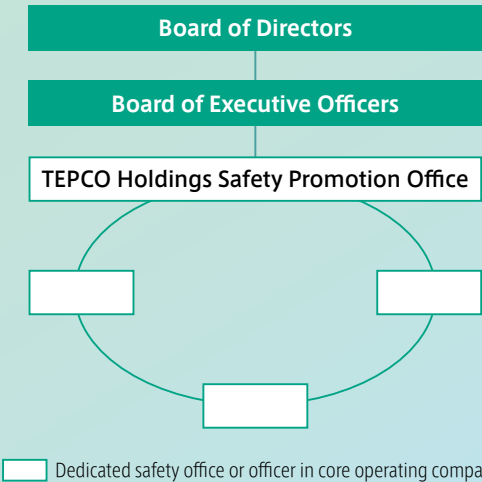 Board of Directors
Board of Executive Officers
TEPCO Holdings Safety Promotion Office
Dedicated safety office or officer in core operating compa